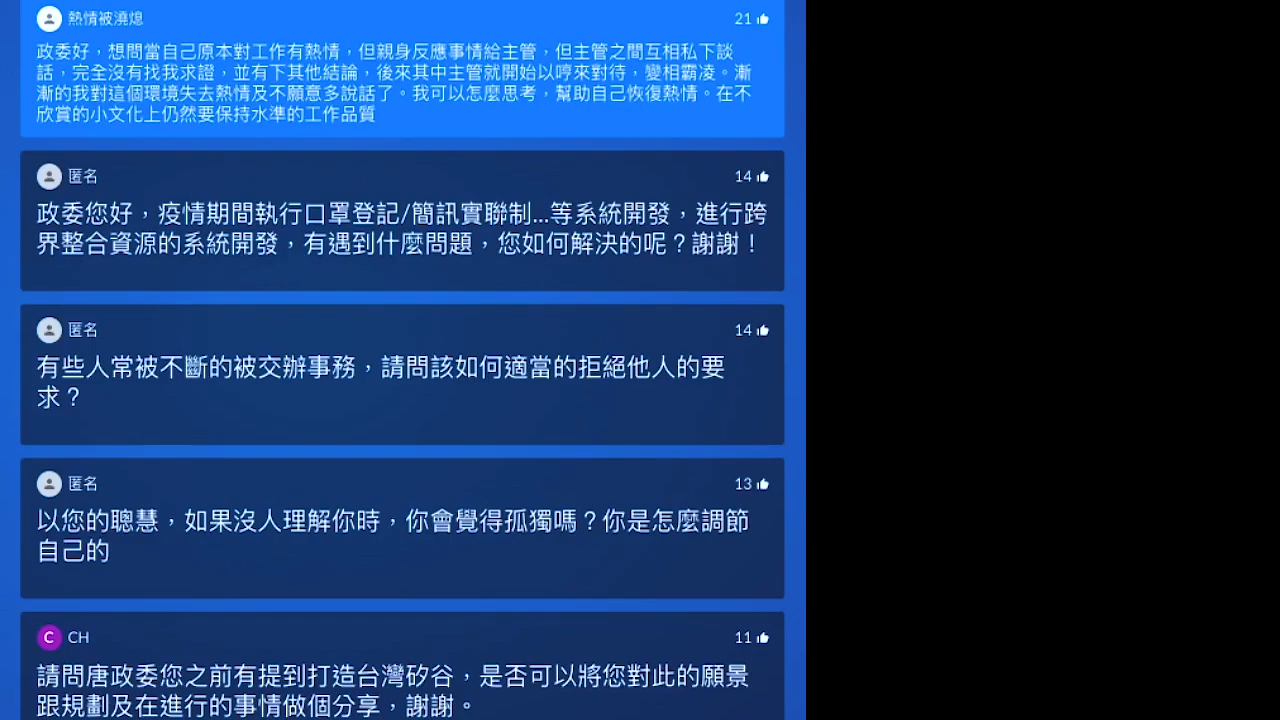 熱情被澆熄
21
政委好，想問當自己原本對工作有熱情，但親身反應事情給主管，但主管之間互相私下談
話，完全沒有找我求證，並有下其他結論，後來其中主管就開始以哼來對待，變相霸凌。漸
漸的我對這個環境失去熱情及不願意多說話了。我可以怎麼思考，幫助自己恢復熱情。在不
欣賞的小文化上仍然要保持水準的工作品質
匿名
14
政委您好，疫情期間執行口罩登記/簡訊實聯制...等系統開發，進行跨
界整合資源的系統開發，有遇到什麼問題，您如何解決的呢？謝謝！
匿名
14
有些人常被不斷的被交辦事務，請問該如何適當的拒絕他人的要
求？
匿名
13
以您的聰慧，如果沒人理解你時，你會覺得孤獨嗎？你是怎麼調節
自己的
C CH
11
請問唐政委您之前有提到打造台灣矽谷，是否可以將您對此的願景
跟規劃及在進行的事情做個分享，謝謝。